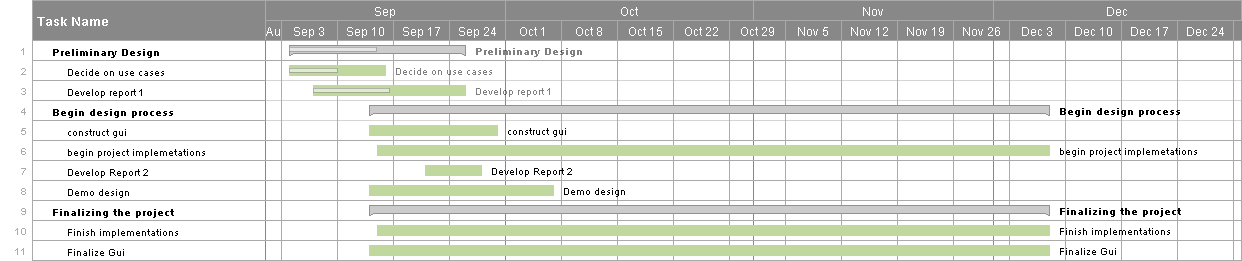 Task Name
Sep Oct Nov Dec
Au Sep 3 Sep 10 Sep 17 Sep 24 Oct 1 Oct 8 Oct 15 Oct 22 Oct 29 Nov 5 Nov 12 Nov 19 Nov 26 Dec 3 Dec 10 Dec 17 Dec 24
1 Preliminary Design Preliminary Design
2 Decide on use cases Decide on use cases
3 Develop report 1 Develop report 1
4 Begin design process Begin design process
5 construct gui construct gui
6 begin project implemetations begin project implemetations
7 Develop Report 2 Develop Report 2
8 Demo design Demo design
9 Finalizing the project Finalizing the project
10 Finish implementations Finish implementations
11 Finalize Gui Finalize Gui